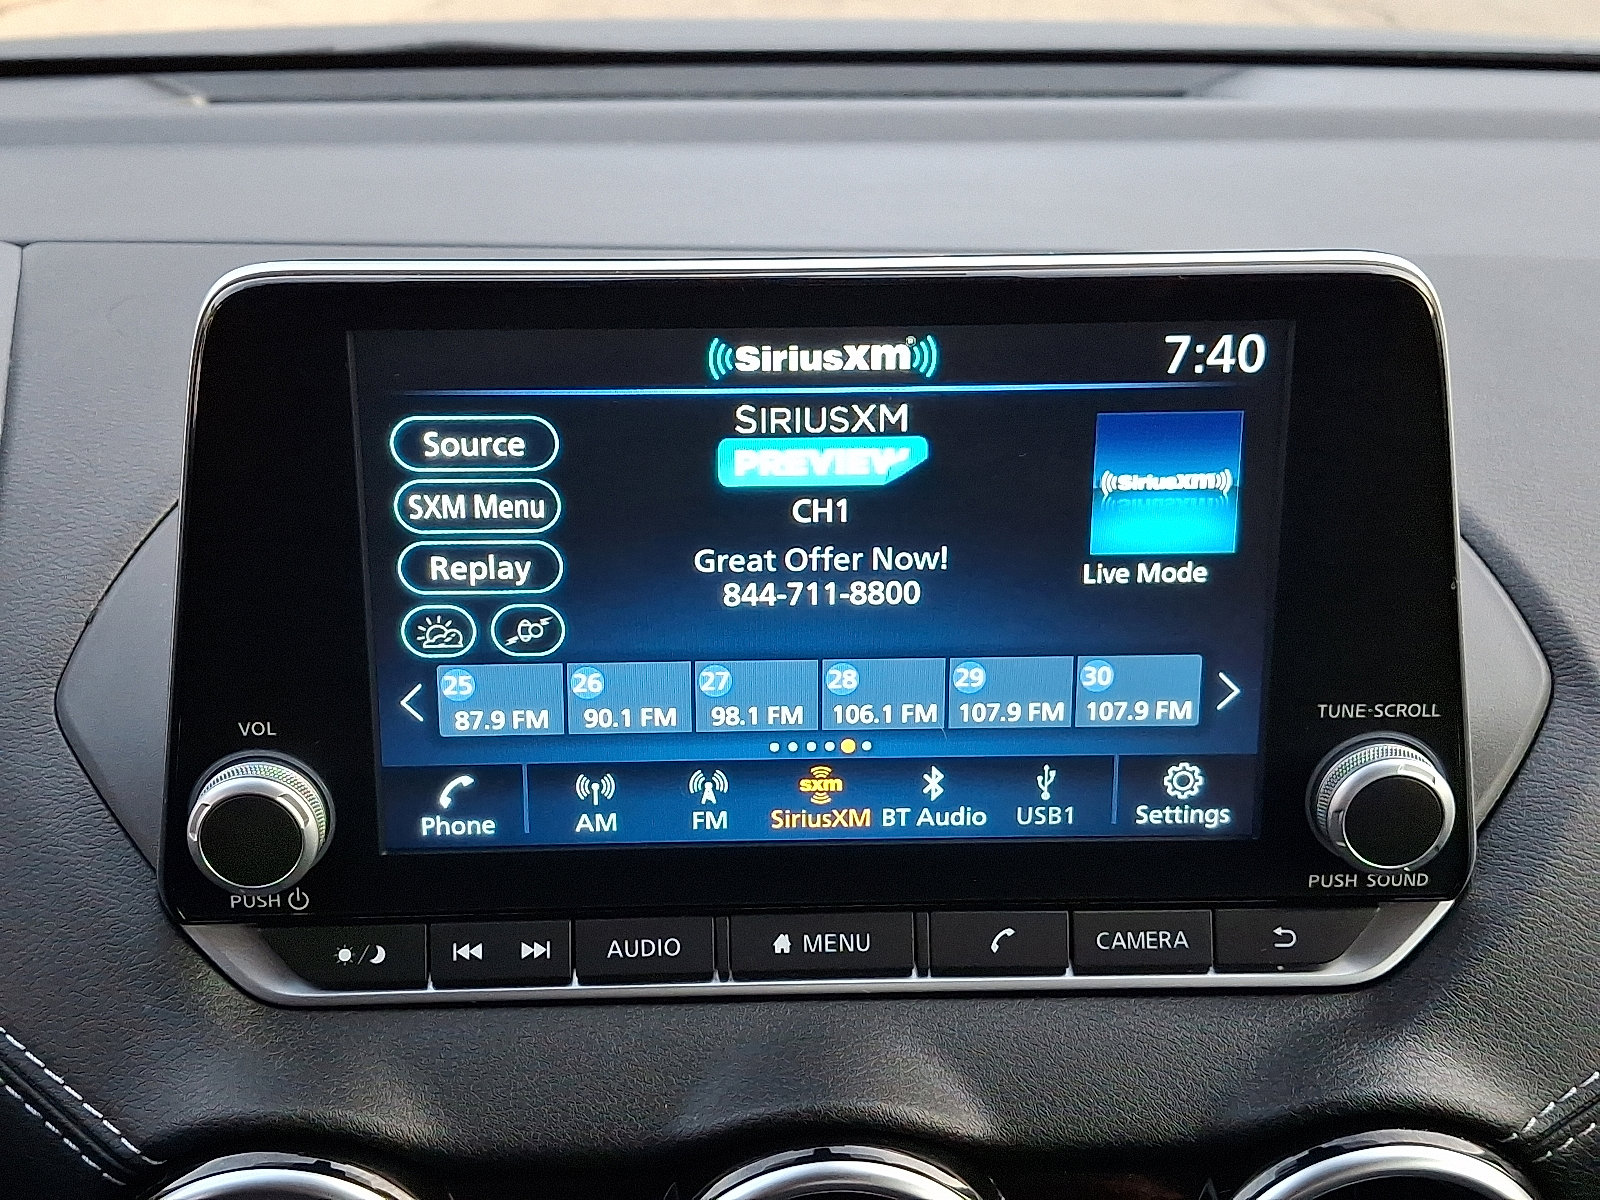 SiriusXM®
7:40
Source
SXM Menu
Replay
SIRIUSXM
PREVIEW
CH1
Great Offer Now!
844-711-8800
SiriusXM
Live Mode
25 26 27 28 29 30
87.9 FM 90.1 FM 98.1 FM 106.1 FM 107.9 FM 107.9 FM
sxm
Phone AM FM SiriusXM BT Audio USB1 Settings
VOL
PUSH
TUNE·SCROLL
PUSH SOUND
AUDIO MENU CAMERA